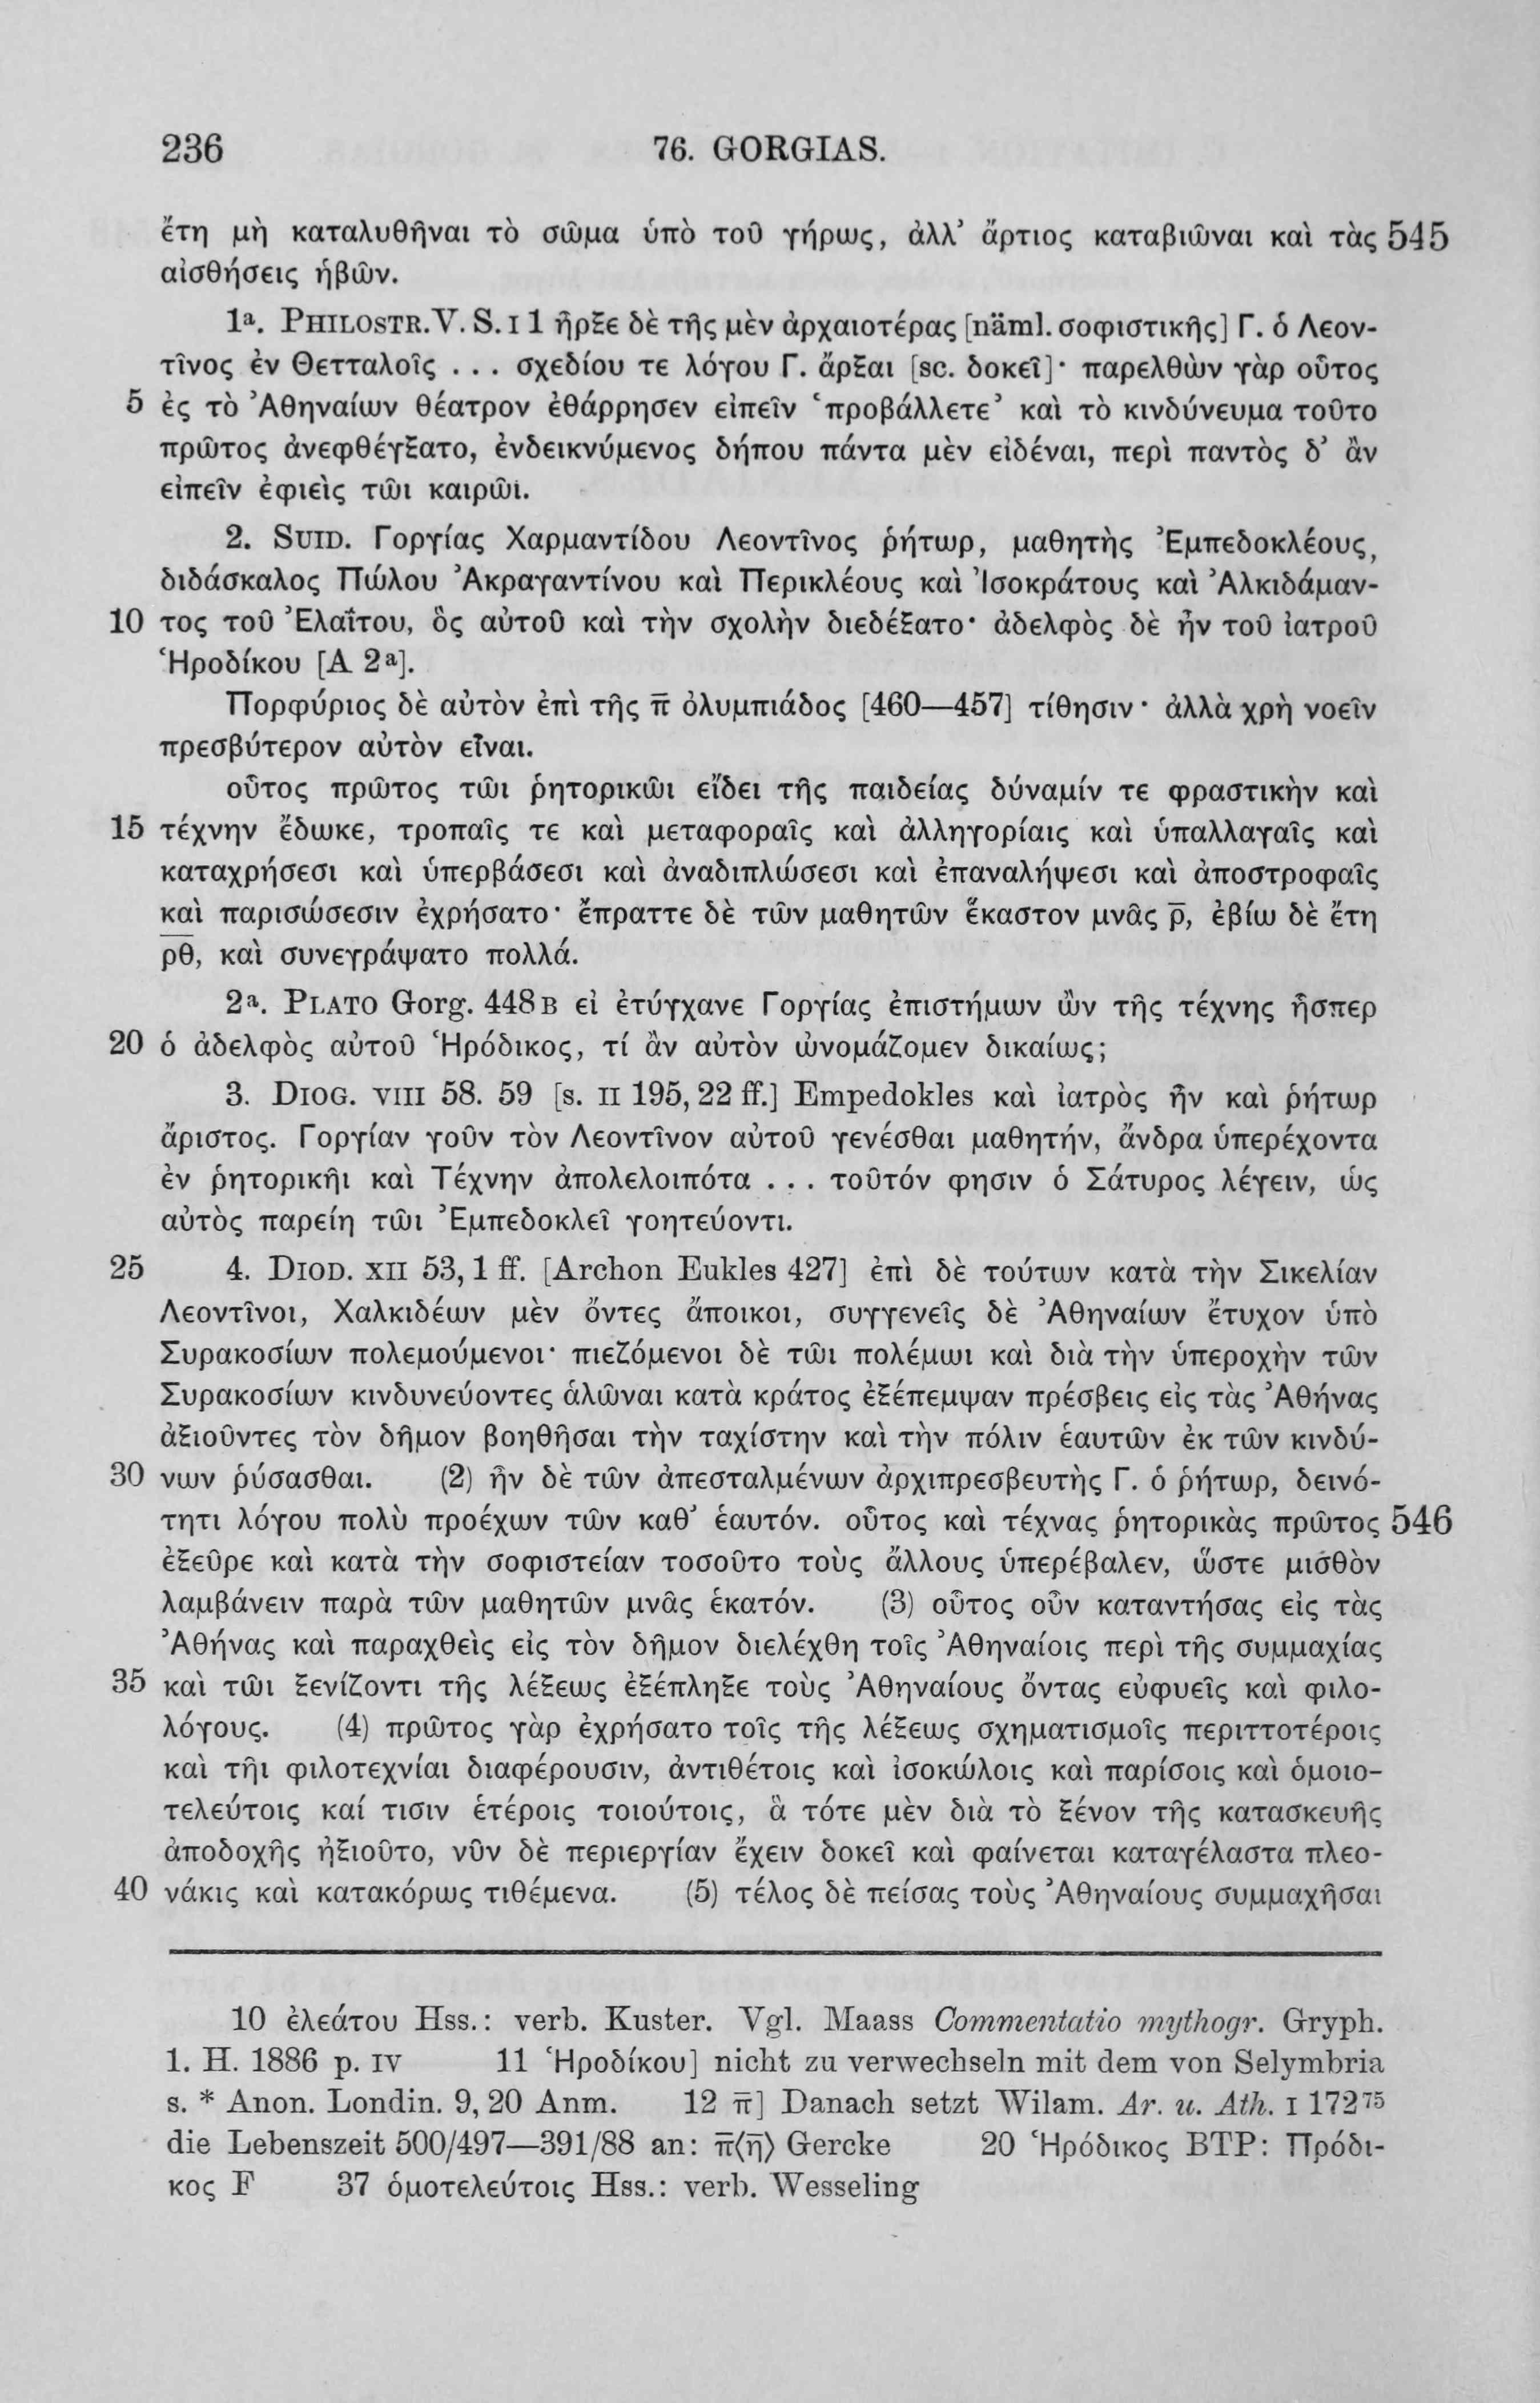 236 76. GORGIAS.
ἔτη μὴ καταλυθῆναι τὸ σῶμα ὑπὸ τοῦ γήρως, ἀλλ’ ἄρτιος καταβιῶναι καὶ τὰς 545
αἰσθήσεις ἡβῶν.
1ª. PHILOSTR. V. S. I 1 ἦρξε δὲ τῆς μὲν ἀρχαιοτέρας [näml. σοφιστικῆς] Γ. ὁ Λεον-
τῖνος ἐν Θετταλοῖς . . . σχεδίου τε λόγου Γ. ἄρξαι [sc. δοκεῖ]· παρελθὼν γὰρ οὗτος
5 ἐς τὸ Ἀθηναίων θέατρον ἐθάρρησεν εἰπεῖν ‘προβάλλετε’ καὶ τὸ κινδύνευμα τοῦτο
πρῶτος ἀνεφθέγξατο, ἐνδεικνύμενος δήπου πάντα μὲν εἰδέναι, περὶ παντὸς δ’ ἂν
εἰπεῖν ἐφιεὶς τῶι καιρῶι.
2. SUID. Γοργίας Χαρμαντίδου Λεοντῖνος ῥήτωρ, μαθητὴς Ἐμπεδοκλέους,
διδάσκαλος Πώλου Ἀκραγαντίνου καὶ Περικλέους καὶ Ἰσοκράτους καὶ Ἀλκιδάμαν-
10 τος τοῦ Ἐλαΐτου, ὃς αὐτοῦ καὶ τὴν σχολὴν διεδέξατο· ἀδελφὸς δὲ ἦν τοῦ ἰατροῦ
Ἡροδίκου [A 2ª].
Πορφύριος δὲ αὐτὸν ἐπὶ τῆς π̅ ὀλυμπιάδος [460—457] τίθησιν· ἀλλὰ χρὴ νοεῖν
πρεσβύτερον αὐτὸν εἶναι.
οὗτος πρῶτος τῶι ῥητορικῶι εἴδει τῆς παιδείας δύναμίν τε φραστικὴν καὶ
15 τέχνην ἔδωκε, τροπαῖς τε καὶ μεταφοραῖς καὶ ἀλληγορίαις καὶ ὑπαλλαγαῖς καὶ
καταχρήσεσι καὶ ὑπερβάσεσι καὶ ἀναδιπλώσεσι καὶ ἐπαναλήψεσι καὶ ἀποστροφαῖς
καὶ παρισώσεσιν ἐχρήσατο· ἔπραττε δὲ τῶν μαθητῶν ἕκαστον μνᾶς ρ̅, ἐβίω δὲ ἔτη
ρ̅θ̅, καὶ συνεγράψατο πολλά.
2ª. PLATO Gorg. 448 B εἰ ἐτύγχανε Γοργίας ἐπιστήμων ὢν τῆς τέχνης ἧσπερ
20 ὁ ἀδελφὸς αὐτοῦ Ἡρόδικος, τί ἂν αὐτὸν ὠνομάζομεν δικαίως;
3. DIOG. VIII 58. 59 [s. II 195, 22 ff.] Empedokles καὶ ἰατρὸς ἦν καὶ ῥήτωρ
ἄριστος. Γοργίαν γοῦν τὸν Λεοντῖνον αὐτοῦ γενέσθαι μαθητήν, ἄνδρα ὑπερέχοντα
ἐν ῥητορικῆι καὶ Τέχνην ἀπολελοιπότα . . . τοῦτόν φησιν ὁ Σάτυρος λέγειν, ὡς
αὐτὸς παρείη τῶι Ἐμπεδοκλεῖ γοητεύοντι.
25 4. DIOD. XII 53, 1 ff. [Archon Eukles 427] ἐπὶ δὲ τούτων κατὰ τὴν Σικελίαν
Λεοντῖνοι, Χαλκιδέων μὲν ὄντες ἄποικοι, συγγενεῖς δὲ Ἀθηναίων ἔτυχον ὑπὸ
Συρακοσίων πολεμούμενοι· πιεζόμενοι δὲ τῶι πολέμωι καὶ διὰ τὴν ὑπεροχὴν τῶν
Συρακοσίων κινδυνεύοντες ἁλῶναι κατὰ κράτος ἐξέπεμψαν πρέσβεις εἰς τὰς Ἀθήνας
ἀξιοῦντες τὸν δῆμον βοηθῆσαι τὴν ταχίστην καὶ τὴν πόλιν ἑαυτῶν ἐκ τῶν κινδύ-
30 νων ῥύσασθαι. (2) ἦν δὲ τῶν ἀπεσταλμένων ἀρχιπρεσβευτὴς Γ. ὁ ῥήτωρ, δεινό-
τητι λόγου πολὺ προέχων τῶν καθ’ ἑαυτόν. οὗτος καὶ τέχνας ῥητορικὰς πρῶτος 546
ἐξεῦρε καὶ κατὰ τὴν σοφιστείαν τοσοῦτο τοὺς ἄλλους ὑπερέβαλεν, ὥστε μισθὸν
λαμβάνειν παρὰ τῶν μαθητῶν μνᾶς ἑκατόν. (3) οὗτος οὖν καταντήσας εἰς τὰς
Ἀθήνας καὶ παραχθεὶς εἰς τὸν δῆμον διελέχθη τοῖς Ἀθηναίοις περὶ τῆς συμμαχίας
35 καὶ τῶι ξενίζοντι τῆς λέξεως ἐξέπληξε τοὺς Ἀθηναίους ὄντας εὐφυεῖς καὶ φιλο-
λόγους. (4) πρῶτος γὰρ ἐχρήσατο τοῖς τῆς λέξεως σχηματισμοῖς περιττοτέροις
καὶ τῆι φιλοτεχνίαι διαφέρουσιν, ἀντιθέτοις καὶ ἰσοκώλοις καὶ παρίσοις καὶ ὁμοιο-
τελεύτοις καί τισιν ἑτέροις τοιούτοις, ἃ τότε μὲν διὰ τὸ ξένον τῆς κατασκευῆς
ἀποδοχῆς ἠξιοῦτο, νῦν δὲ περιεργίαν ἔχειν δοκεῖ καὶ φαίνεται καταγέλαστα πλεο-
40 νάκις καὶ κατακόρως τιθέμενα. (5) τέλος δὲ πείσας τοὺς Ἀθηναίους συμμαχῆσαι
10 ἐλεάτου Hss.: verb. Kuster. Vgl. Maass Commentatio mythogr. Gryph.
1. H. 1886 p. IV 11 Ἡροδίκου] nicht zu verwechseln mit dem von Selymbria
s. * Anon. Londin. 9, 20 Anm. 12 π̅] Danach setzt Wilam. Ar. u. Ath. I 172⁷⁵
die Lebenszeit 500/497—391/88 an: π̅⟨η̅⟩ Gercke 20 Ἡρόδικος BTP: Πρόδι-
κος F 37 ὁμοτελεύτοις Hss.: verb. Wesseling